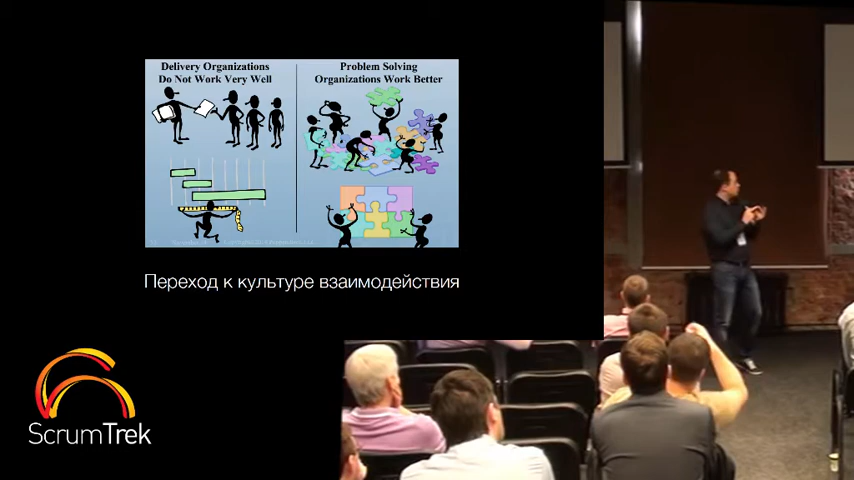 Delivery Organizations
Do Not Work Very Well
Problem Solving
Organizations Work Better
Переход к культуре взаимодействия
ScrumTrek